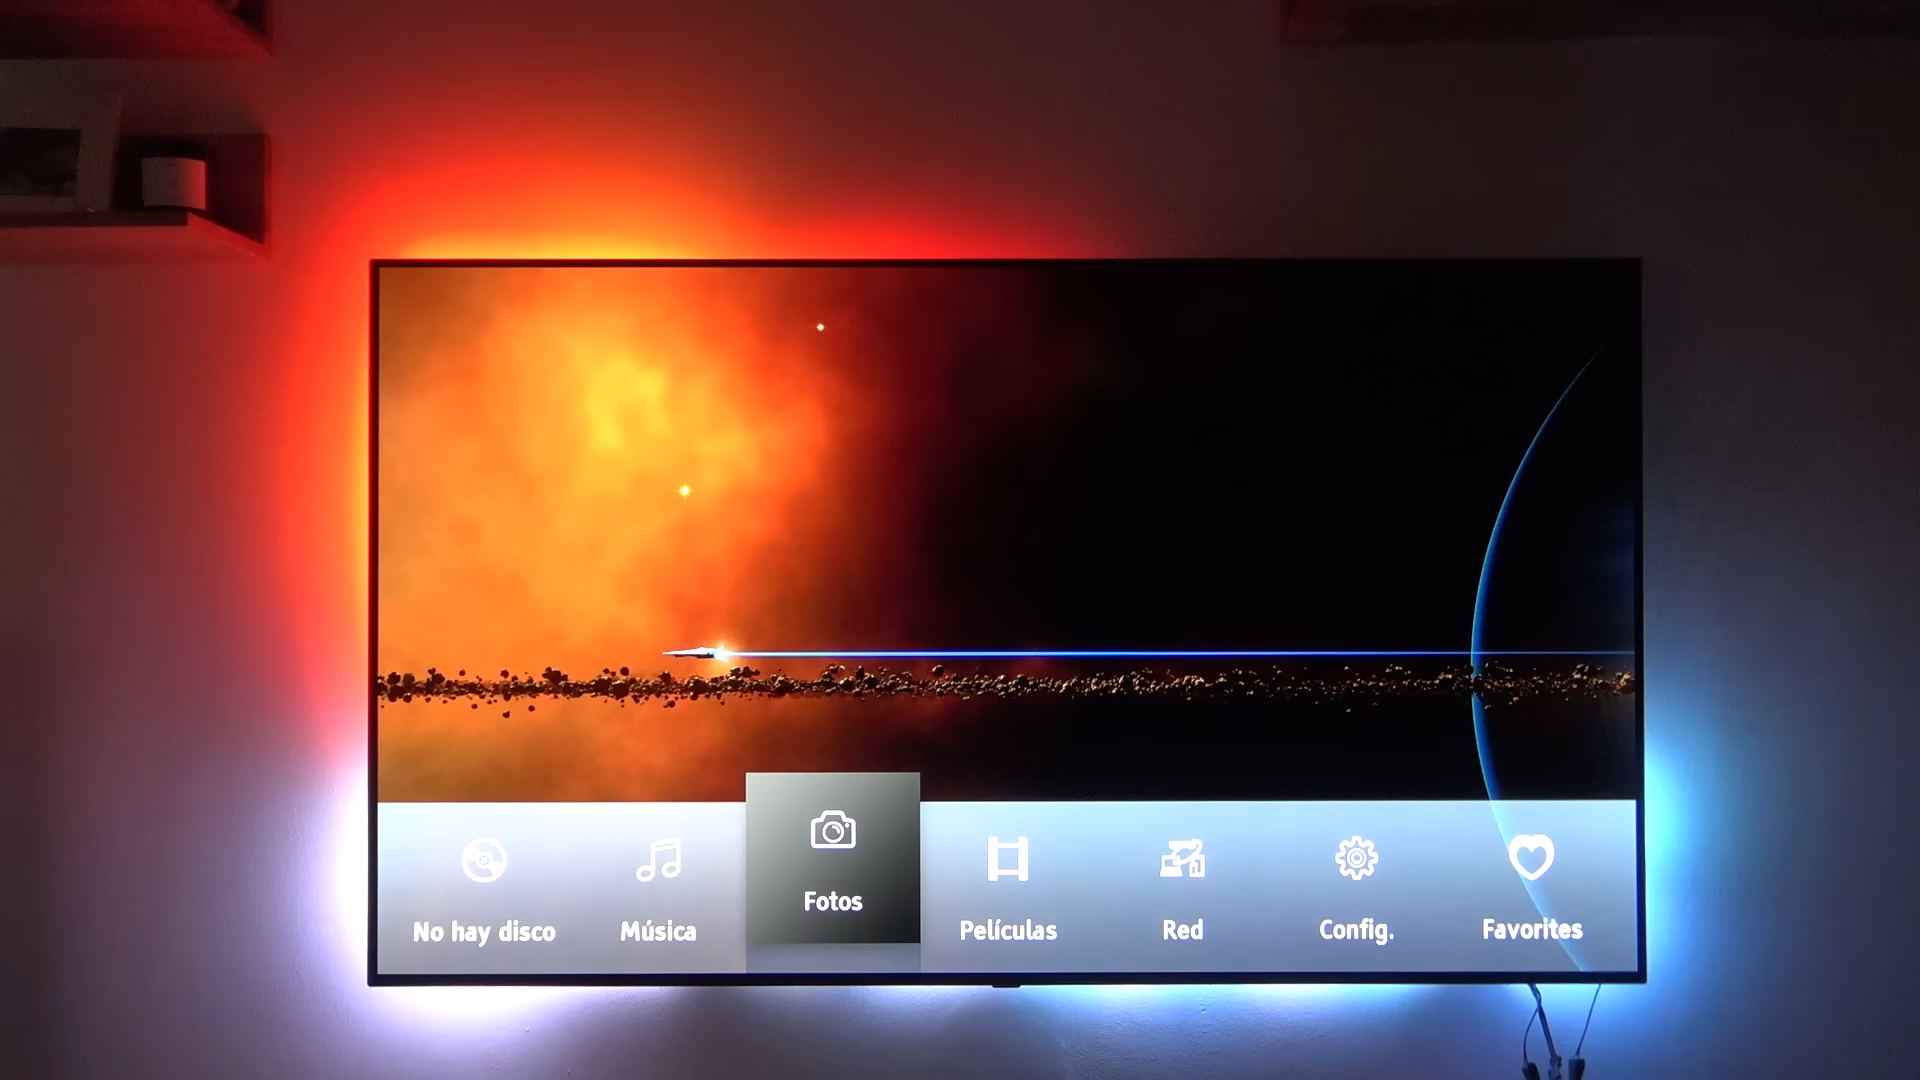 No hay disco
Música
Fotos
Películas
Red
Config.
Favorites